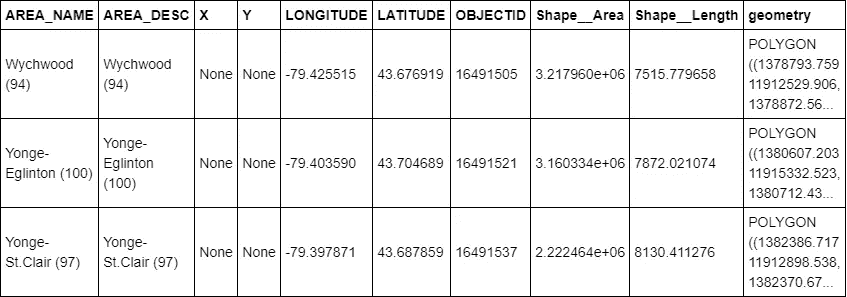 AREA_NAME AREA_DESC X Y LONGITUDE LATITUDE OBJECTID Shape__Area Shape__Length geometry
Wychwood (94) Wychwood (94) None None -79.425515 43.676919 16491505 3.217960e+06 7515.779658 POLYGON ((1378793.759 11912529.906, 1378872.56...
Yonge-Eglinton (100) Yonge-Eglinton (100) None None -79.403590 43.704689 16491521 3.160334e+06 7872.021074 POLYGON ((1380607.203 11915332.523, 1380712.43...
Yonge-St.Clair (97) Yonge-St.Clair (97) None None -79.397871 43.687859 16491537 2.222464e+06 8130.411276 POLYGON ((1382386.717 11912898.538, 1382370.67...